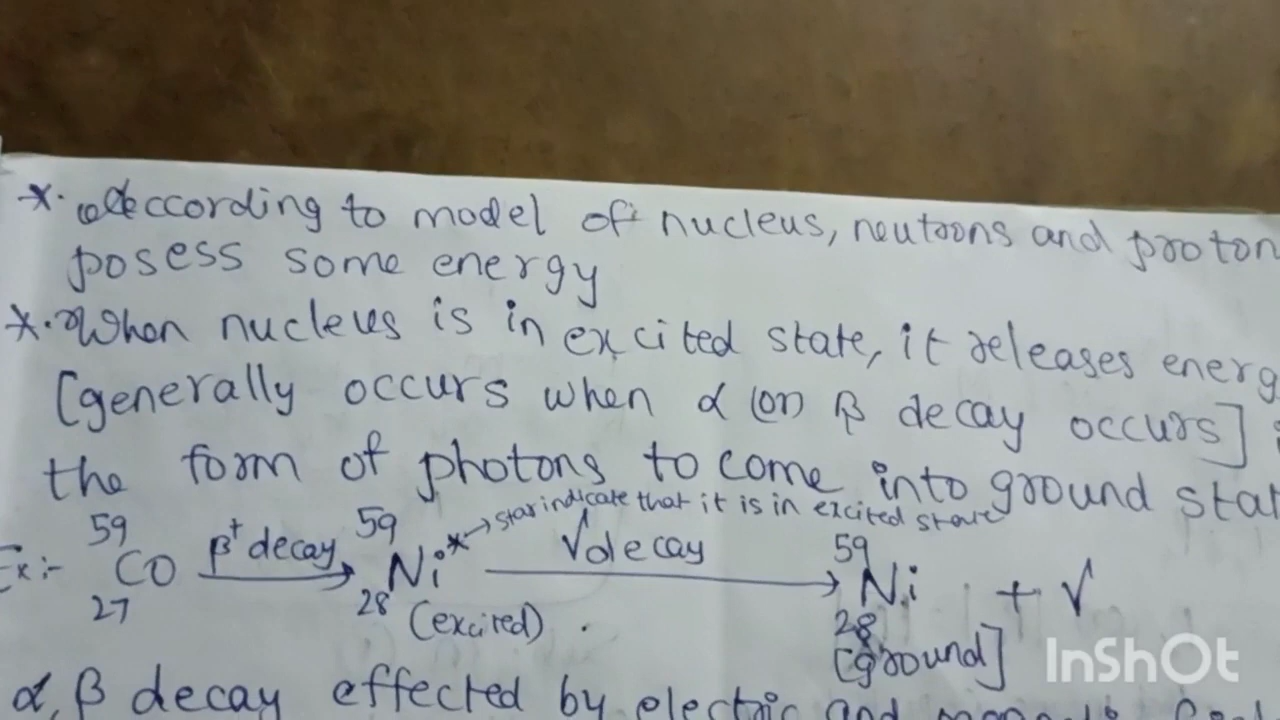 *. According to model of nucleus, neutrons and proton
posess some energy
*. When nucleus is in excited state, it releases energ
[generally occurs when α (or) β decay occurs] i
the form of photons to come into ground stat
→ star indicate that it is in excited state
Ex:- 59 27 CO β+ decay → 59 28 Ni* (excited) √decay → 59 28 Ni [ground] + √
α, β decay effected by electric and
InShOt